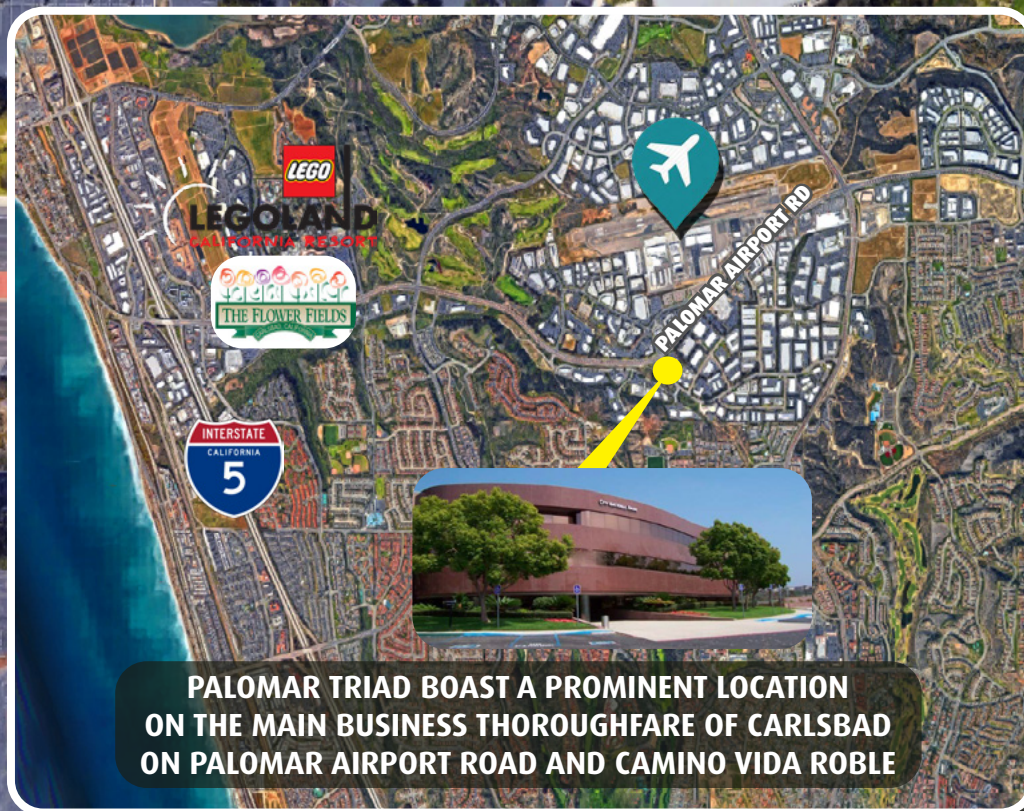 LEGO
LEGOLAND
CALIFORNIA RESORT
THE FLOWER FIELDS
PALOMAR AIRPORT RD
INTERSTATE
CALIFORNIA
5
PALOMAR TRIAD BOAST A PROMINENT LOCATION
ON THE MAIN BUSINESS THOROUGHFARE OF CARLSBAD
ON PALOMAR AIRPORT ROAD AND CAMINO VIDA ROBLE